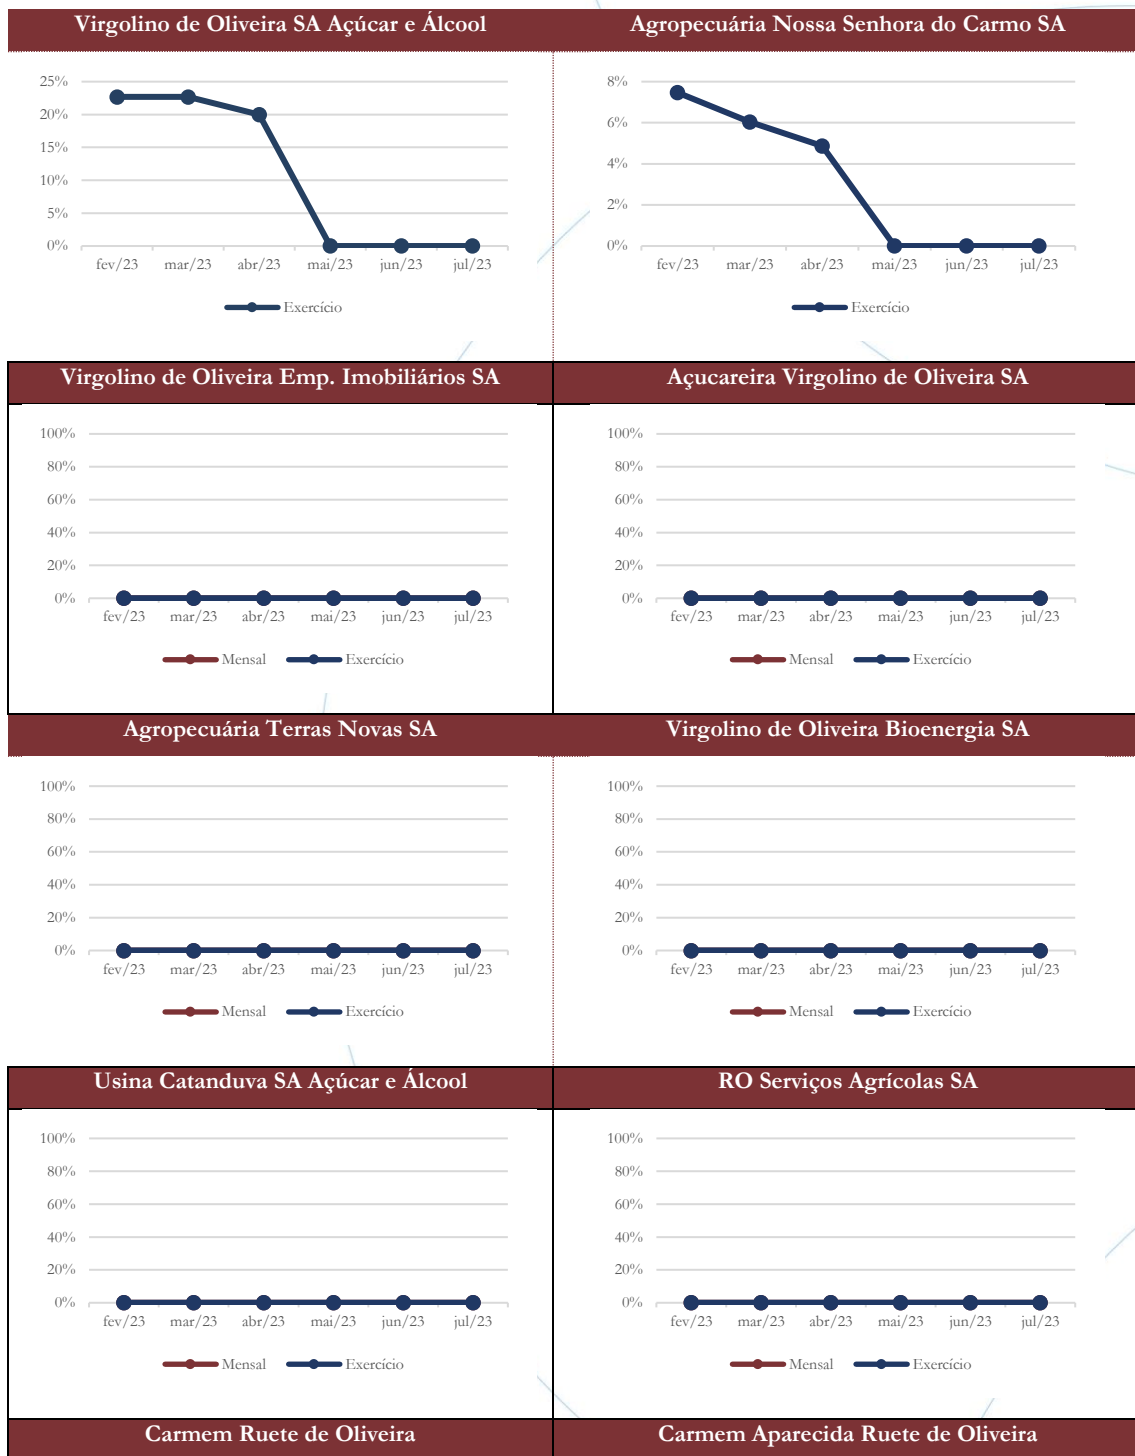 Virgolino de Oliveira SA Açúcar e Álcool
Agropecuária Nossa Senhora do Carmo SA
25%
20%
15%
10%
5%
0%
fev/23 mar/23 abr/23 mai/23 jun/23 jul/23
Exercício
8%
6%
4%
2%
0%
fev/23 mar/23 abr/23 mai/23 jun/23 jul/23
Exercício
Virgolino de Oliveira Emp. Imobiliários SA
Açucareira Virgolino de Oliveira SA
100%
80%
60%
40%
20%
0%
fev/23 mar/23 abr/23 mai/23 jun/23 jul/23
Mensal Exercício
100%
80%
60%
40%
20%
0%
fev/23 mar/23 abr/23 mai/23 jun/23 jul/23
Mensal Exercício
Agropecuária Terras Novas SA
Virgolino de Oliveira Bioenergia SA
100%
80%
60%
40%
20%
0%
fev/23 mar/23 abr/23 mai/23 jun/23 jul/23
Mensal Exercício
100%
80%
60%
40%
20%
0%
fev/23 mar/23 abr/23 mai/23 jun/23 jul/23
Mensal Exercício
Usina Catanduva SA Açúcar e Álcool
RO Serviços Agrícolas SA
100%
80%
60%
40%
20%
0%
fev/23 mar/23 abr/23 mai/23 jun/23 jul/23
Mensal Exercício
100%
80%
60%
40%
20%
0%
fev/23 mar/23 abr/23 mai/23 jun/23 jul/23
Mensal Exercício
Carmem Ruete de Oliveira
Carmem Aparecida Ruete de Oliveira